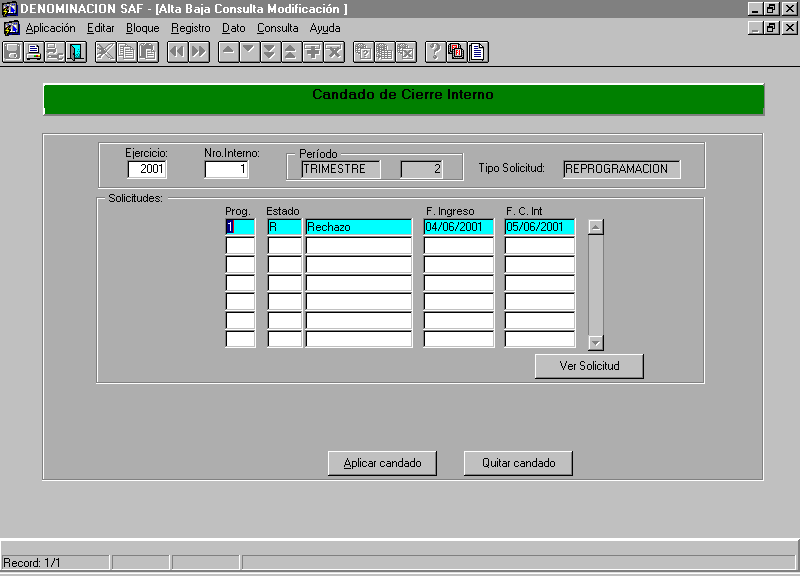 DENOMINACION SAF - [Alta Baja Consulta Modificación ]
Aplicación Editar Bloque Registro Dato Consulta Ayuda
Candado de Cierre Interno
Ejercicio: Nro.Interno: Período
2001 1 TRIMESTRE 2 Tipo Solicitud: REPROGRAMACION
Solicitudes:
Prog. Estado F. Ingreso F. C. Int
1 R Rechazo 04/06/2001 05/06/2001
Ver Solicitud
Aplicar candado Quitar candado
Record: 1/1